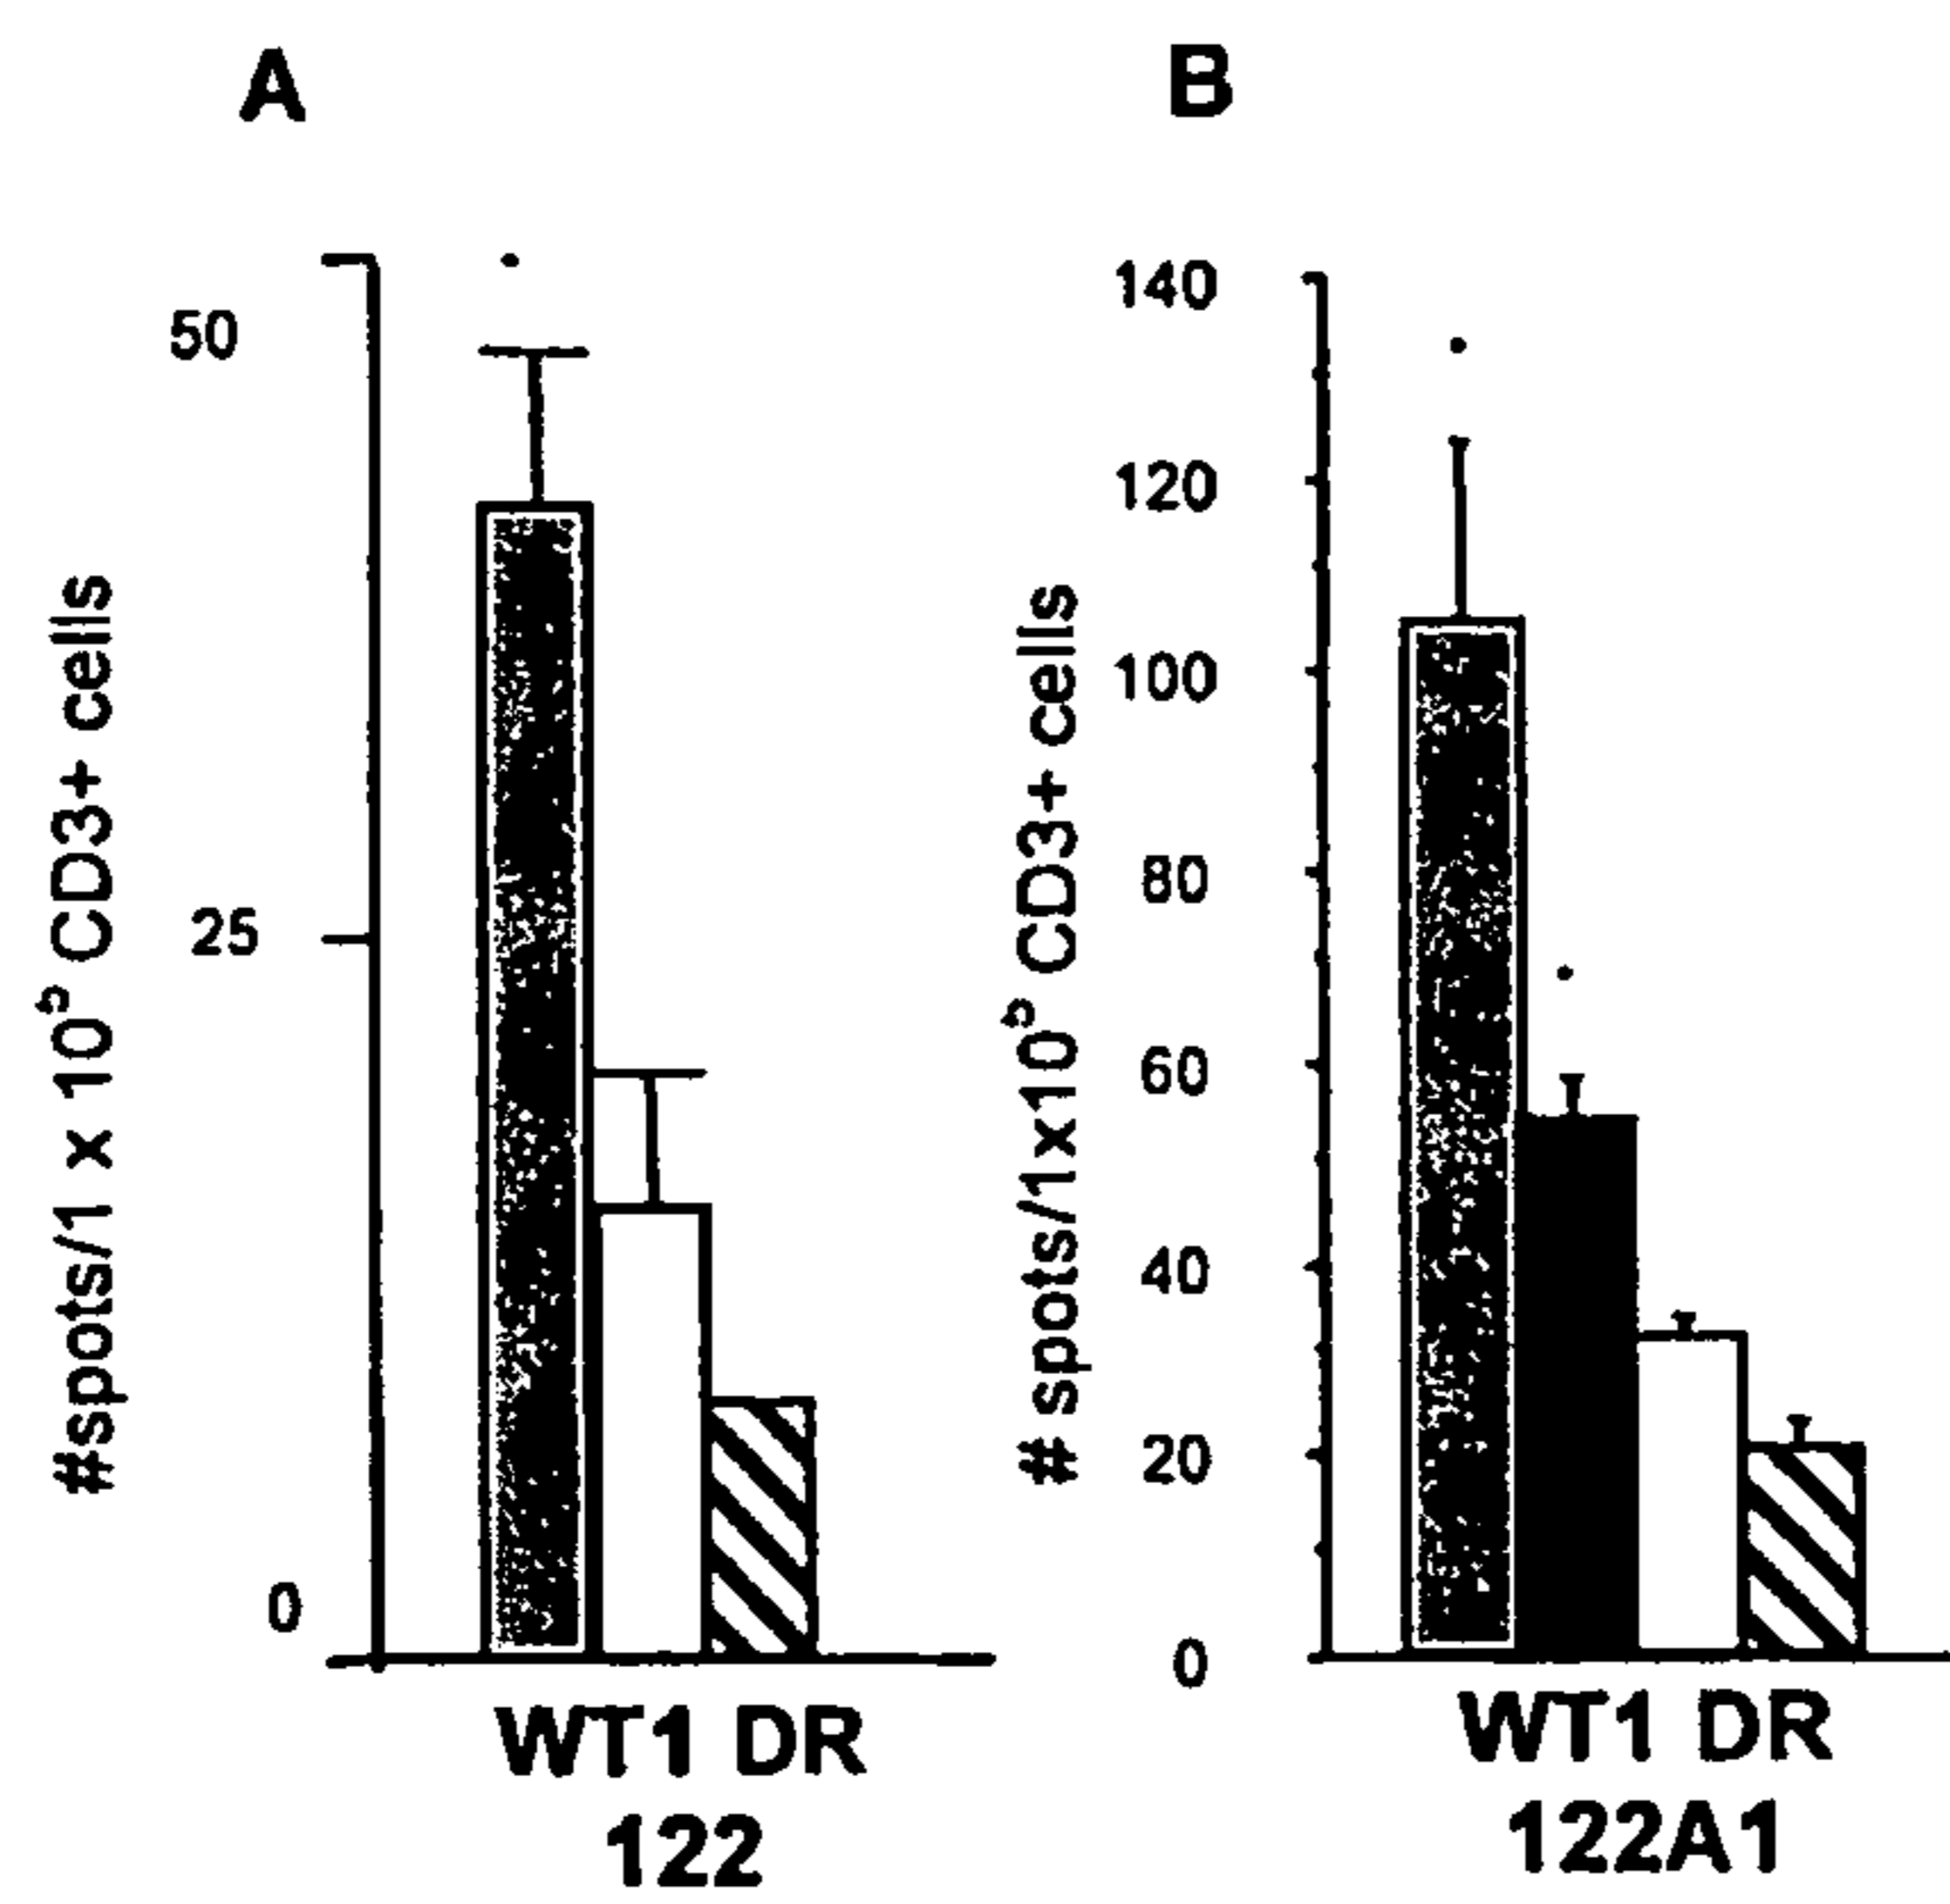 A
B
50
25
0
#spots/1 x 10⁵ CD3+ cells
WT1 DR
122
140
120
100
80
60
40
20
0
# spots/1x10⁵ CD3+ cells
WT1 DR
122A1